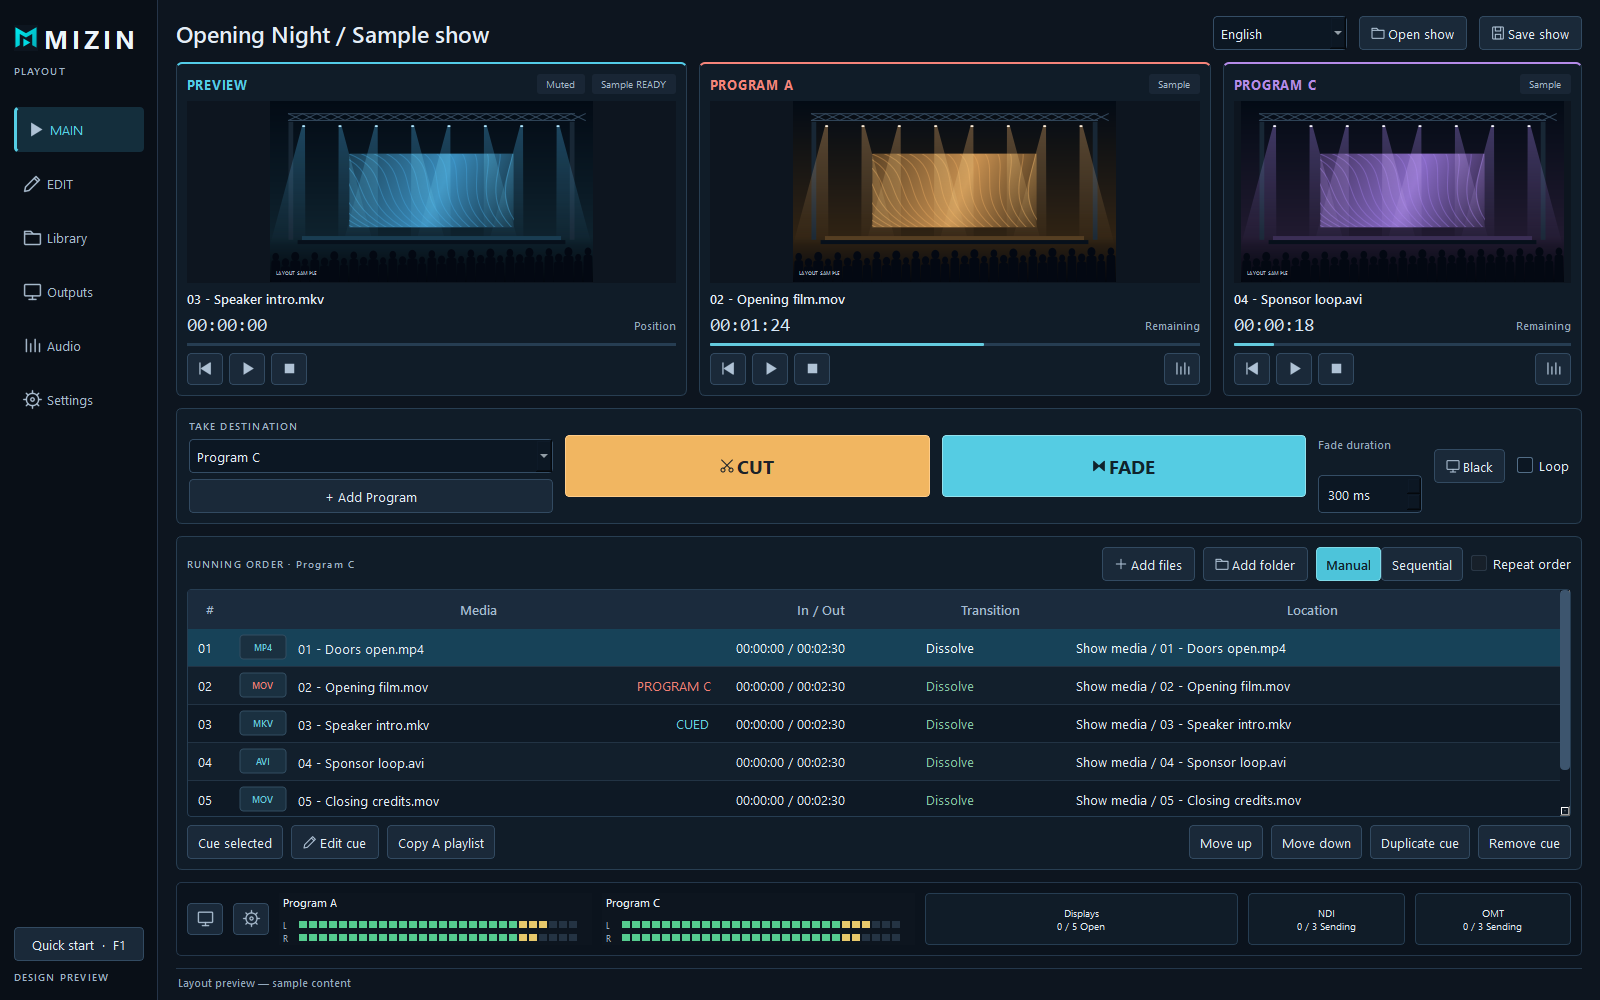 MIZIN
PLAYOUT
MAIN
EDIT
Library
Outputs
Audio
Settings
Quick start · F1
DESIGN PREVIEW
Opening Night / Sample show
English
Open show
Save show
PREVIEW
Muted
Sample READY
LAYOUT SAMPLE
03 - Speaker intro.mkv
00:00:00
Position
PROGRAM A
Sample
LAYOUT SAMPLE
02 - Opening film.mov
00:01:24
Remaining
PROGRAM C
Sample
LAYOUT SAMPLE
04 - Sponsor loop.avi
00:00:18
Remaining
TAKE DESTINATION
Program C
+ Add Program
CUT
FADE
Fade duration
300 ms
Black
Loop
RUNNING ORDER · Program C
+ Add files
Add folder
Manual
Sequential
Repeat order
# Media In / Out Transition Location
01 MP4 01 - Doors open.mp4 00:00:00 / 00:02:30 Dissolve Show media / 01 - Doors open.mp4
02 MOV 02 - Opening film.mov PROGRAM C 00:00:00 / 00:02:30 Dissolve Show media / 02 - Opening film.mov
03 MKV 03 - Speaker intro.mkv CUED 00:00:00 / 00:02:30 Dissolve Show media / 03 - Speaker intro.mkv
04 AVI 04 - Sponsor loop.avi 00:00:00 / 00:02:30 Dissolve Show media / 04 - Sponsor loop.avi
05 MOV 05 - Closing credits.mov 00:00:00 / 00:02:30 Dissolve Show media / 05 - Closing credits.mov
Cue selected
Edit cue
Copy A playlist
Move up
Move down
Duplicate cue
Remove cue
Program A
L
R
Program C
L
R
Displays
0 / 5 Open
NDI
0 / 3 Sending
OMT
0 / 3 Sending
Layout preview — sample content